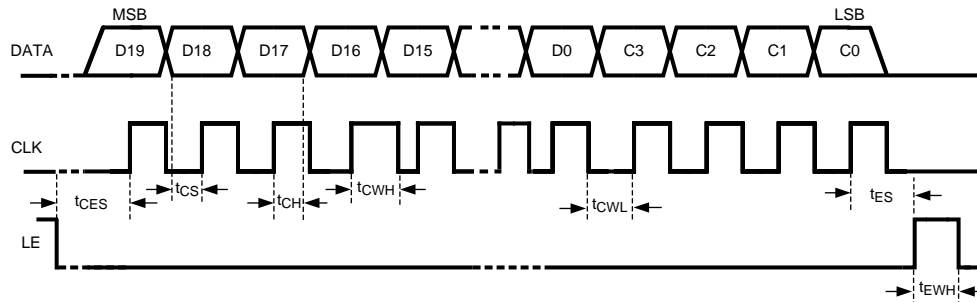 MSB LSB
DATA D19 D18 D17 D16 D15 D0 C3 C2 C1 C0
CLK
tCES tCS tCH tCWH tCWL tES
LE
tEWH